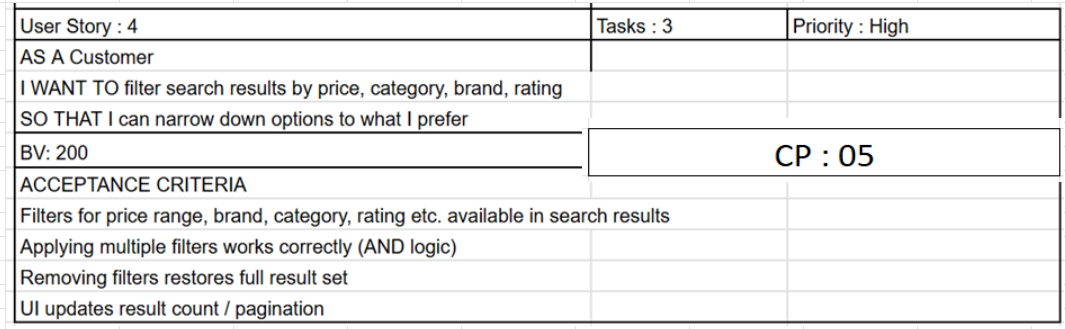 User Story : 4 Tasks : 3 Priority : High
AS A Customer
I WANT TO filter search results by price, category, brand, rating
SO THAT I can narrow down options to what I prefer
BV: 200 CP : 05
ACCEPTANCE CRITERIA
Filters for price range, brand, category, rating etc. available in search results
Applying multiple filters works correctly (AND logic)
Removing filters restores full result set
UI updates result count / pagination